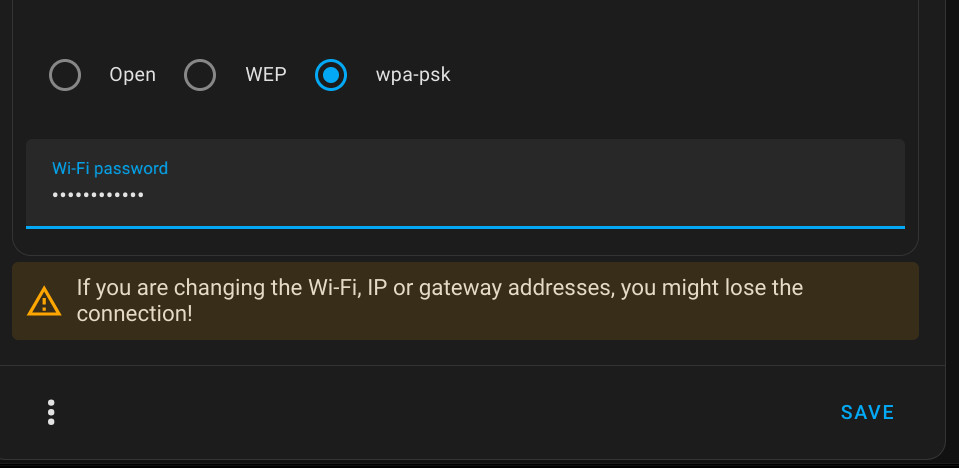 Open WEP wpa-psk
Wi-Fi password
••••••••••••
If you are changing the Wi-Fi, IP or gateway addresses, you might lose the
connection!
SAVE